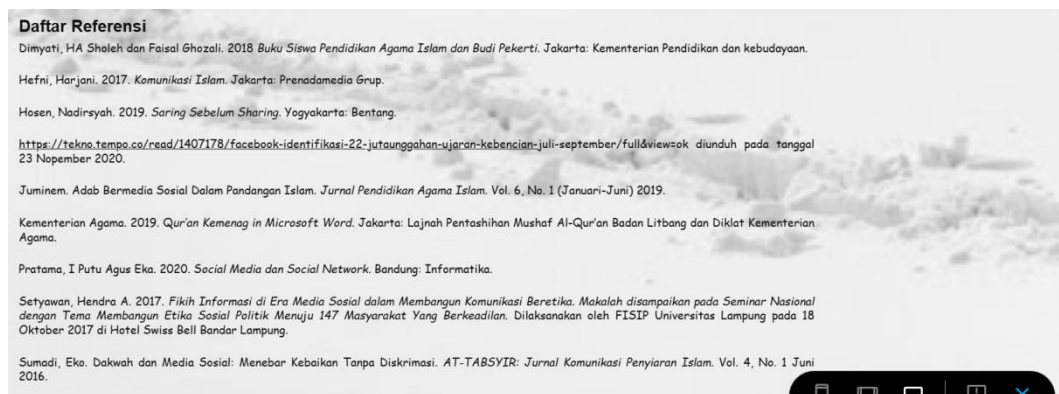 Daftar Referensi
Dimyati, HA Sholeh dan Faisal Ghozali. 2018 Buku Siswa Pendidikan Agama Islam dan Budi Pekerti. Jakarta: Kementerian Pendidikan dan kebudayaan.
Hefni, Harjani. 2017. Komunikasi Islam. Jakarta: Prenadamedia Grup.
Hosen, Nadirsyah. 2019. Saring Sebelum Sharing. Yogyakarta: Bentang.
https://tekno.tempo.co/read/1407178/facebook-identifikasi-22-jutaunggahan-ujaran-kebencian-juli-september/full&view=ok diunduh pada tanggal
23 Nopember 2020.
Juminem. Adab Bermedia Sosial Dalam Pandangan Islam. Jurnal Pendidikan Agama Islam. Vol. 6, No. 1 (Januari-Juni) 2019.
Kementerian Agama. 2019. Qur'an Kemenag in Microsoft Word. Jakarta: Lajnah Pentashihan Mushaf Al-Qur'an Badan Litbang dan Diklat Kementerian
Agama.
Pratama, I Putu Agus Eka. 2020. Social Media dan Social Network. Bandung: Informatika.
Setyawan, Hendra A. 2017. Fikih Informasi di Era Media Sosial dalam Membangun Komunikasi Beretika. Makalah disampaikan pada Seminar Nasional
dengan Tema Membangun Etika Sosial Politik Menuju 147 Masyarakat Yang Berkeadilan. Dilaksanakan oleh FISIP Universitas Lampung pada 18
Oktober 2017 di Hotel Swiss Bell Bandar Lampung.
Sumadi, Eko. Dakwah dan Media Sosial: Menebar Kebaikan Tanpa Diskrimasi. AT-TABSYIR: Jurnal Komunikasi Penyiaran Islam. Vol. 4, No. 1 Juni
2016.